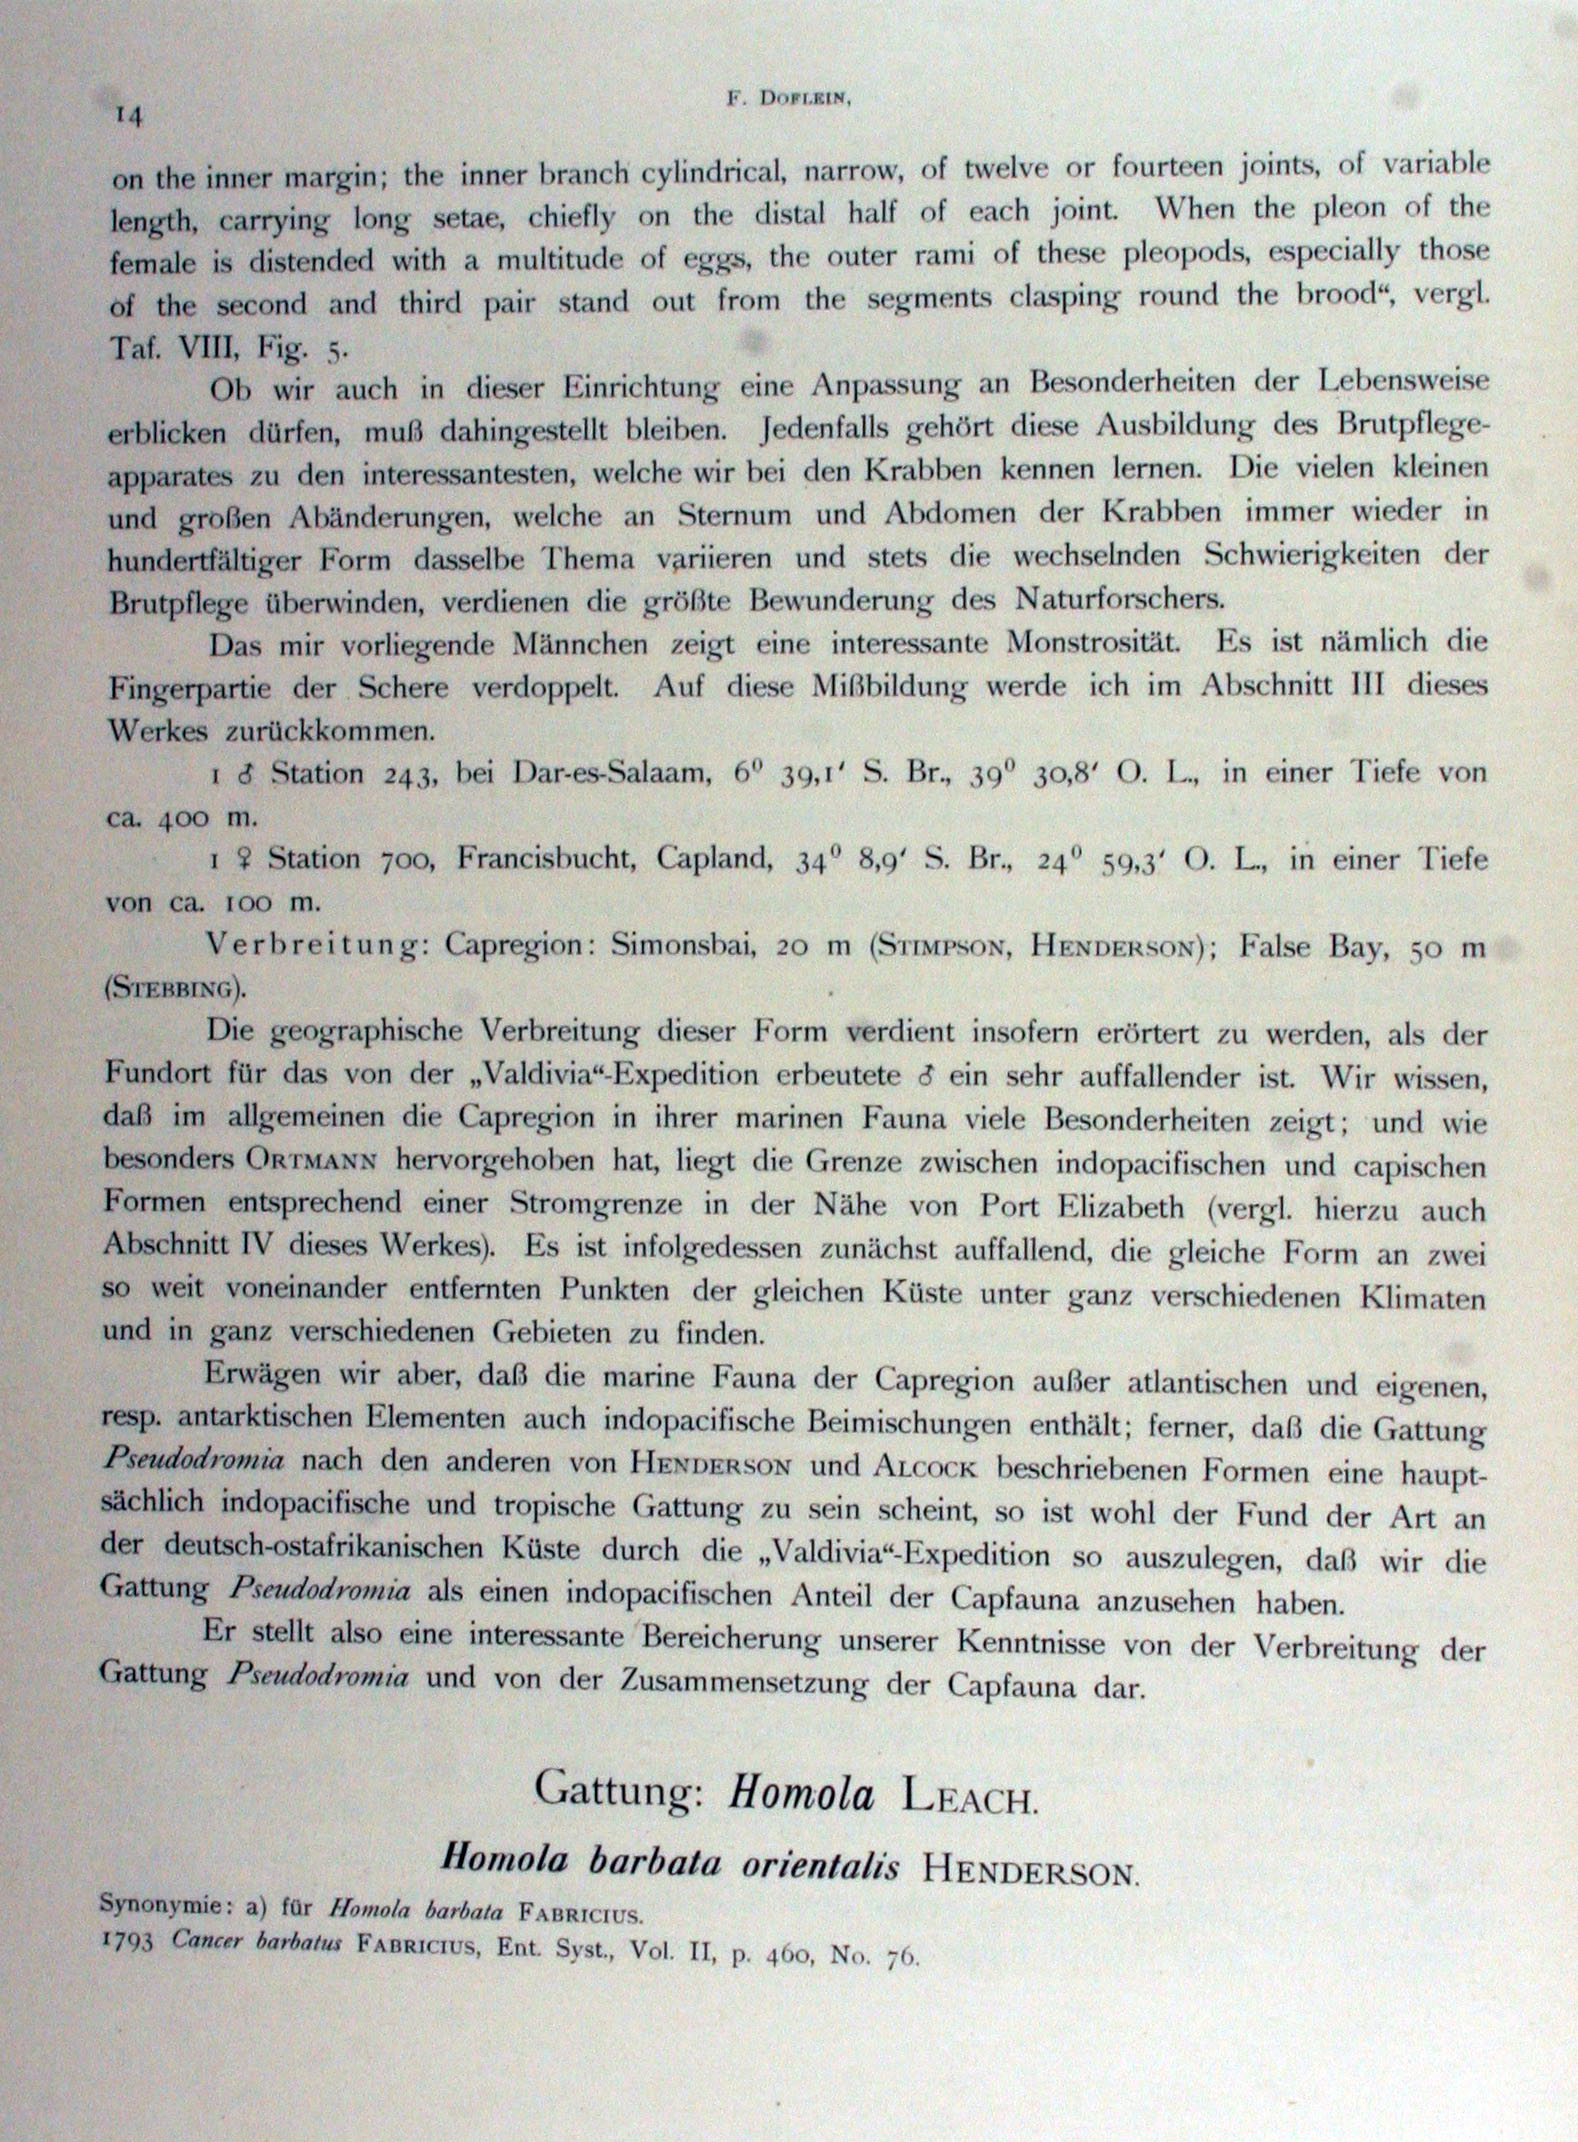 14
F. DOFLEIN,
on the inner margin; the inner branch cylindrical, narrow, of twelve or fourteen joints, of variable
length, carrying long setae, chiefly on the distal half of each joint. When the pleon of the
female is distended with a multitude of eggs, the outer rami of these pleopods, especially those
of the second and third pair stand out from the segments clasping round the brood“, vergl.
Taf. VIII, Fig. 5.
Ob wir auch in dieser Einrichtung eine Anpassung an Besonderheiten der Lebensweise
erblicken dürfen, muß dahingestellt bleiben. Jedenfalls gehört diese Ausbildung des Brutpflege-
apparates zu den interessantesten, welche wir bei den Krabben kennen lernen. Die vielen kleinen
und großen Abänderungen, welche an Sternum und Abdomen der Krabben immer wieder in
hundertfältiger Form dasselbe Thema variieren und stets die wechselnden Schwierigkeiten der
Brutpflege überwinden, verdienen die größte Bewunderung des Naturforschers.
Das mir vorliegende Männchen zeigt eine interessante Monstrosität. Es ist nämlich die
Fingerpartie der Schere verdoppelt. Auf diese Mißbildung werde ich im Abschnitt III dieses
Werkes zurückkommen.
1 ♂ Station 243, bei Dar-es-Salaam, 6⁰ 39,1' S. Br., 39⁰ 30,8' O. L., in einer Tiefe von
ca. 400 m.
1 ♀ Station 700, Francisbucht, Capland, 34⁰ 8,9' S. Br., 24⁰ 59,3' O. L., in einer Tiefe
von ca. 100 m.
Verbreitung: Capregion: Simonsbai, 20 m (STIMPSON, HENDERSON); False Bay, 50 m
(STEBBING).
Die geographische Verbreitung dieser Form verdient insofern erörtert zu werden, als der
Fundort für das von der „Valdivia“-Expedition erbeutete ♂ ein sehr auffallender ist. Wir wissen,
daß im allgemeinen die Capregion in ihrer marinen Fauna viele Besonderheiten zeigt; und wie
besonders ORTMANN hervorgehoben hat, liegt die Grenze zwischen indopacifischen und capischen
Formen entsprechend einer Stromgrenze in der Nähe von Port Elizabeth (vergl. hierzu auch
Abschnitt IV dieses Werkes). Es ist infolgedessen zunächst auffallend, die gleiche Form an zwei
so weit voneinander entfernten Punkten der gleichen Küste unter ganz verschiedenen Klimaten
und in ganz verschiedenen Gebieten zu finden.
Erwägen wir aber, daß die marine Fauna der Capregion außer atlantischen und eigenen,
resp. antarktischen Elementen auch indopacifische Beimischungen enthält; ferner, daß die Gattung
Pseudodromia nach den anderen von HENDERSON und ALCOCK beschriebenen Formen eine haupt-
sächlich indopacifische und tropische Gattung zu sein scheint, so ist wohl der Fund der Art an
der deutsch-ostafrikanischen Küste durch die „Valdivia“-Expedition so auszulegen, daß wir die
Gattung Pseudodromia als einen indopacifischen Anteil der Capfauna anzusehen haben.
Er stellt also eine interessante Bereicherung unserer Kenntnisse von der Verbreitung der
Gattung Pseudodromia und von der Zusammensetzung der Capfauna dar.
Gattung: Homola LEACH.
Homola barbata orientalis HENDERSON.
Synonymie: a) für Homola barbata FABRICIUS.
1793 Cancer barbatus FABRICIUS, Ent. Syst., Vol. II, p. 460, No. 76.